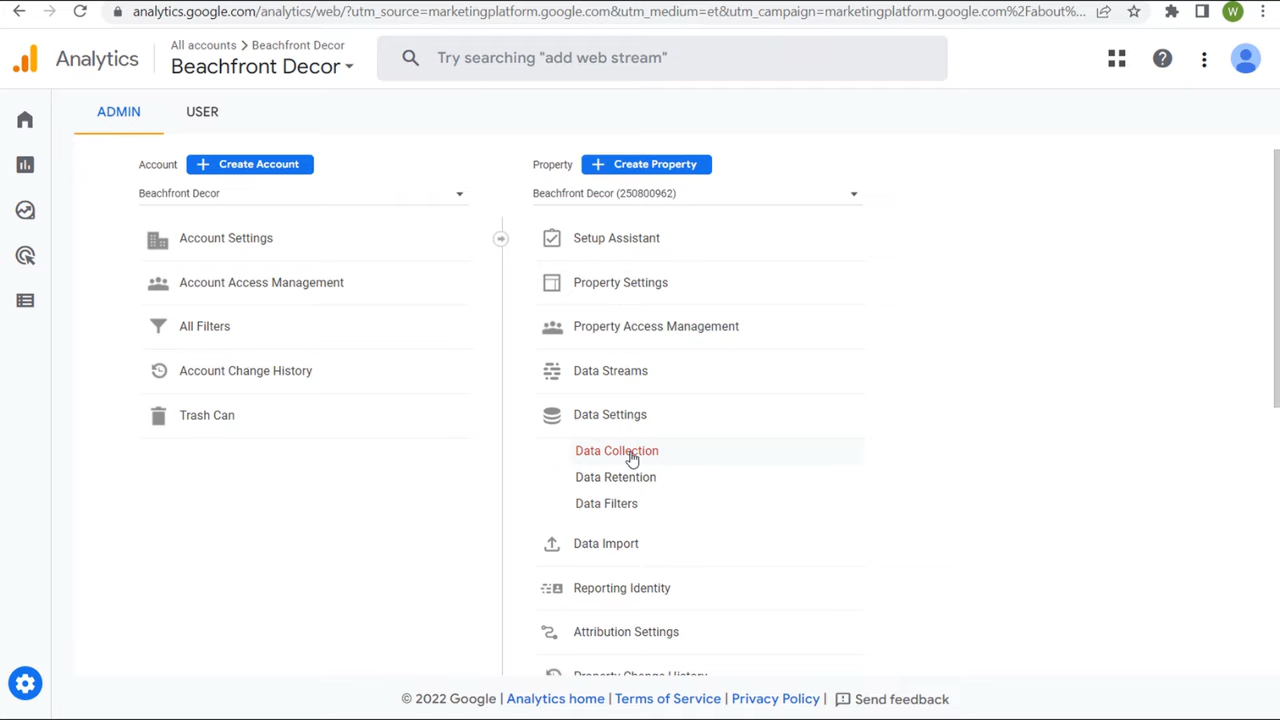 analytics.google.com/analytics/web/?utm_source=marketingplatform.google.com&utm_medium=et&utm_campaign=marketingplatform.google.com%2Fabout%...
W
Analytics
All accounts > Beachfront Decor
Beachfront Decor
Try searching "add web stream"
ADMIN
USER
Account
+ Create Account
Property
+ Create Property
Beachfront Decor
Beachfront Decor (250800962)
Account Settings
Account Access Management
All Filters
Account Change History
Trash Can
Setup Assistant
Property Settings
Property Access Management
Data Streams
Data Settings
Data Collection
Data Retention
Data Filters
Data Import
Reporting Identity
Attribution Settings
Property Change History
© 2022 Google | Analytics home | Terms of Service | Privacy Policy | Send feedback